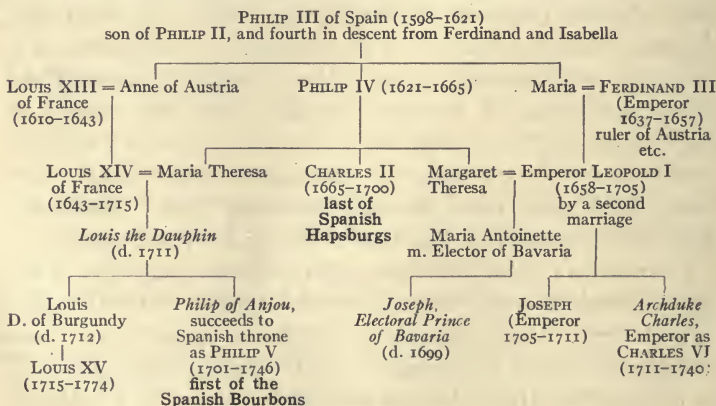 PHILIP III of Spain (1598-1621)
son of PHILIP II, and fourth in descent from Ferdinand and Isabella
LOUIS XIII = Anne of Austria
of France
(1610-1643)
PHILIP IV (1621-1665)
Maria = FERDINAND III
(Emperor
1637-1657)
ruler of Austria
etc.
LOUIS XIV = Maria Theresa
of France
(1643-1715)
CHARLES II
(1665-1700)
last of
Spanish
Hapsburgs
Margaret = Emperor LEOPOLD I
Theresa
(1658-1705)
by a second
marriage
Louis the Dauphin
(d. 1711)
Maria Antoinette
m. Elector of Bavaria
Louis
D. of Burgundy
(d. 1712)
LOUIS XV
(1715-1774)
Philip of Anjou,
succeeds to
Spanish throne
as PHILIP V
(1701-1746)
first of the
Spanish Bourbons
Joseph,
Electoral Prince
of Bavaria
(d. 1699)
JOSEPH
(Emperor
1705-1711)
Archduke
Charles,
Emperor as
CHARLES VI
(1711-1740)